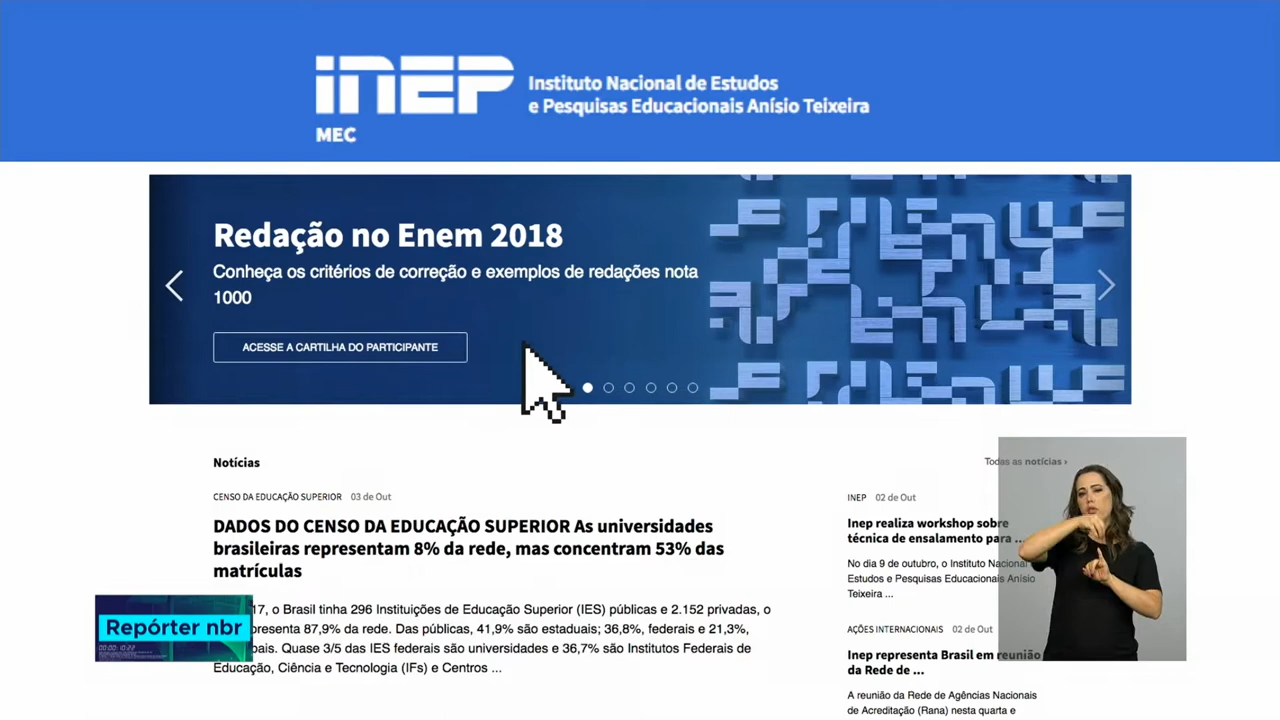 INEP
Instituto Nacional de Estudos
e Pesquisas Educacionais Anísio Teixeira
MEC
Redação no Enem 2018
Conheça os critérios de correção e exemplos de redações nota
1000
ACESSE A CARTILHA DO PARTICIPANTE
Notícias
Todas as notícias ›
CENSO DA EDUCAÇÃO SUPERIOR 03 de Out
DADOS DO CENSO DA EDUCAÇÃO SUPERIOR As universidades
brasileiras representam 8% da rede, mas concentram 53% das
matrículas
17, o Brasil tinha 296 Instituições de Educação Superior (IES) públicas e 2.152 privadas, o
presenta 87,9% da rede. Das públicas, 41,9% são estaduais; 36,8%, federais e 21,3%,
pais. Quase 3/5 das IES federais são universidades e 36,7% são Institutos Federais de
Educação, Ciência e Tecnologia (IFs) e Centros ...
INEP 02 de Out
Inep realiza workshop sobre
técnica de ensalamento para ...
No dia 9 de outubro, o Instituto Nacional
Estudos e Pesquisas Educacionais Anísio
Teixeira ...
AÇÕES INTERNACIONAIS 02 de Out
Inep representa Brasil em reunião
da Rede de ...
A reunião da Rede de Agências Nacionais
de Acreditação (Rana) nesta quarta e
Repórter nbr